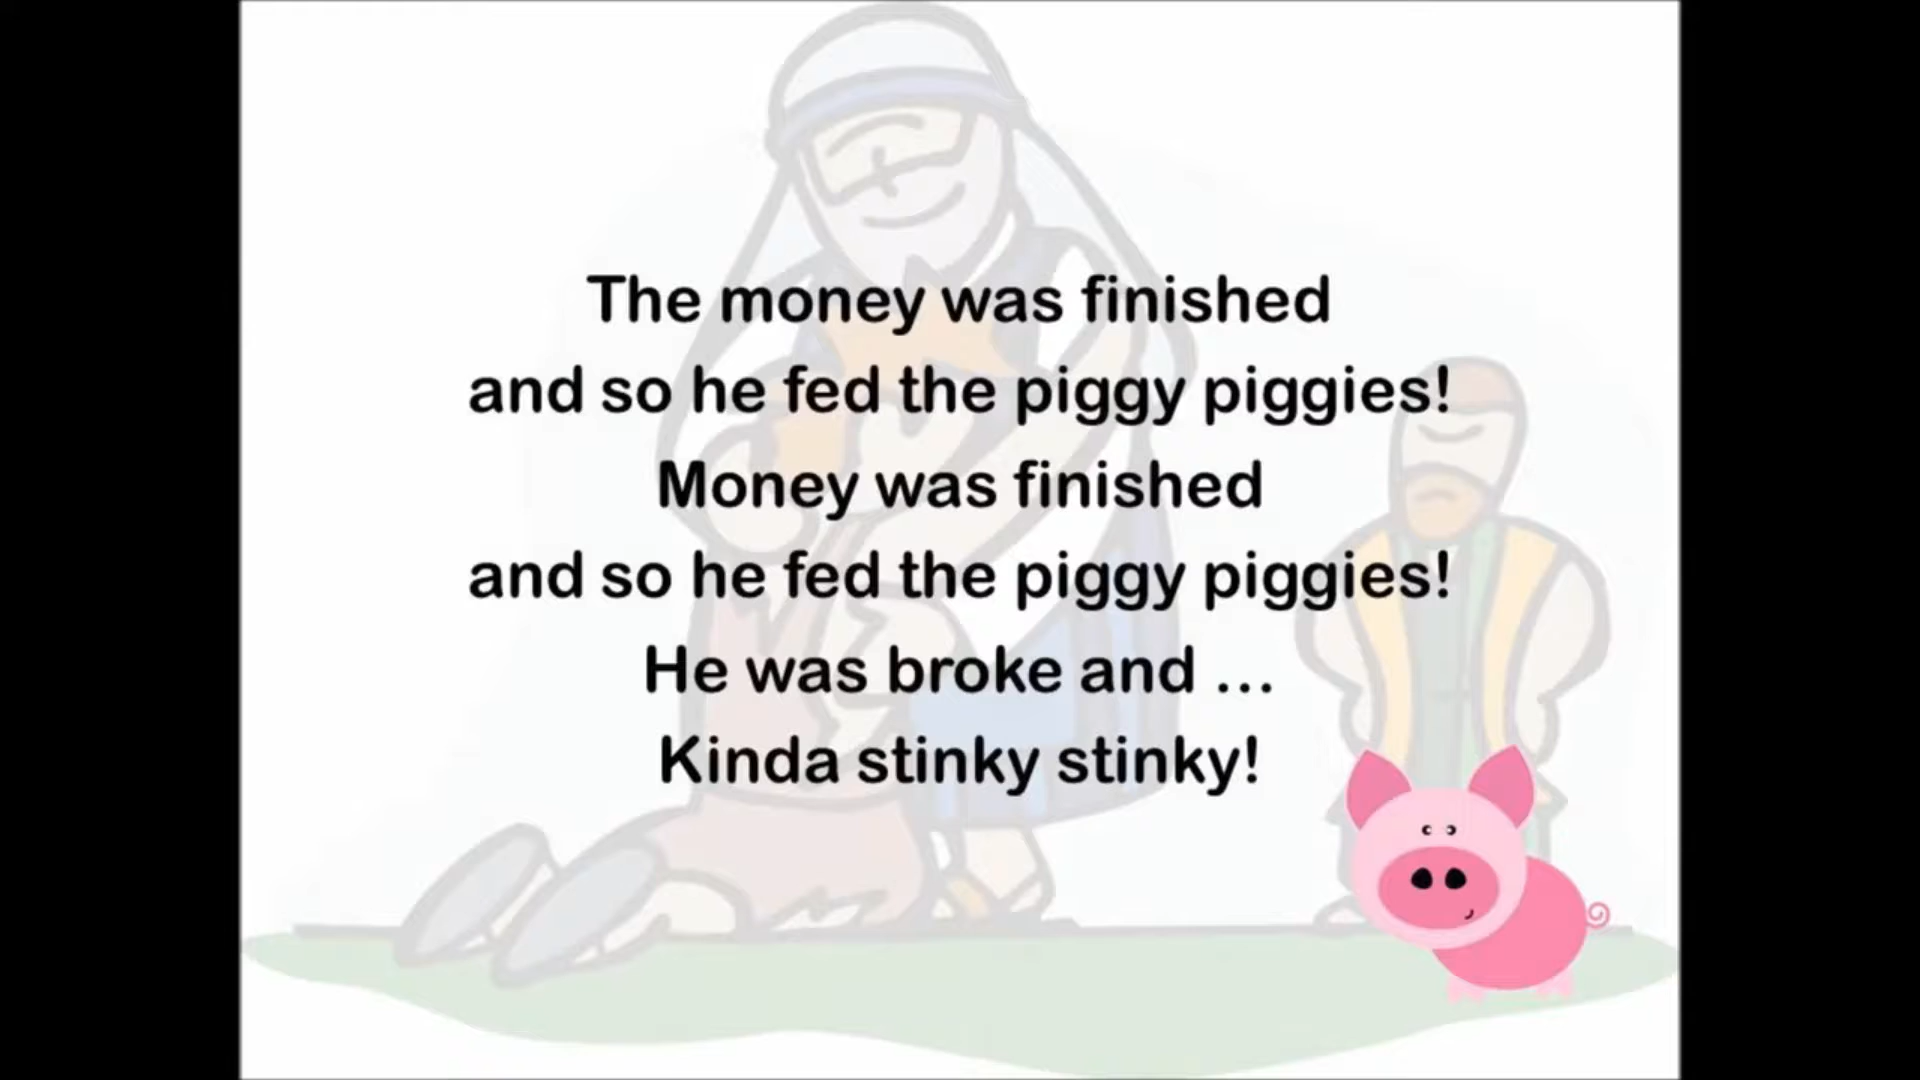 The money was finished
and so he fed the piggy piggies!
Money was finished
and so he fed the piggy piggies!
He was broke and ...
Kinda stinky stinky!